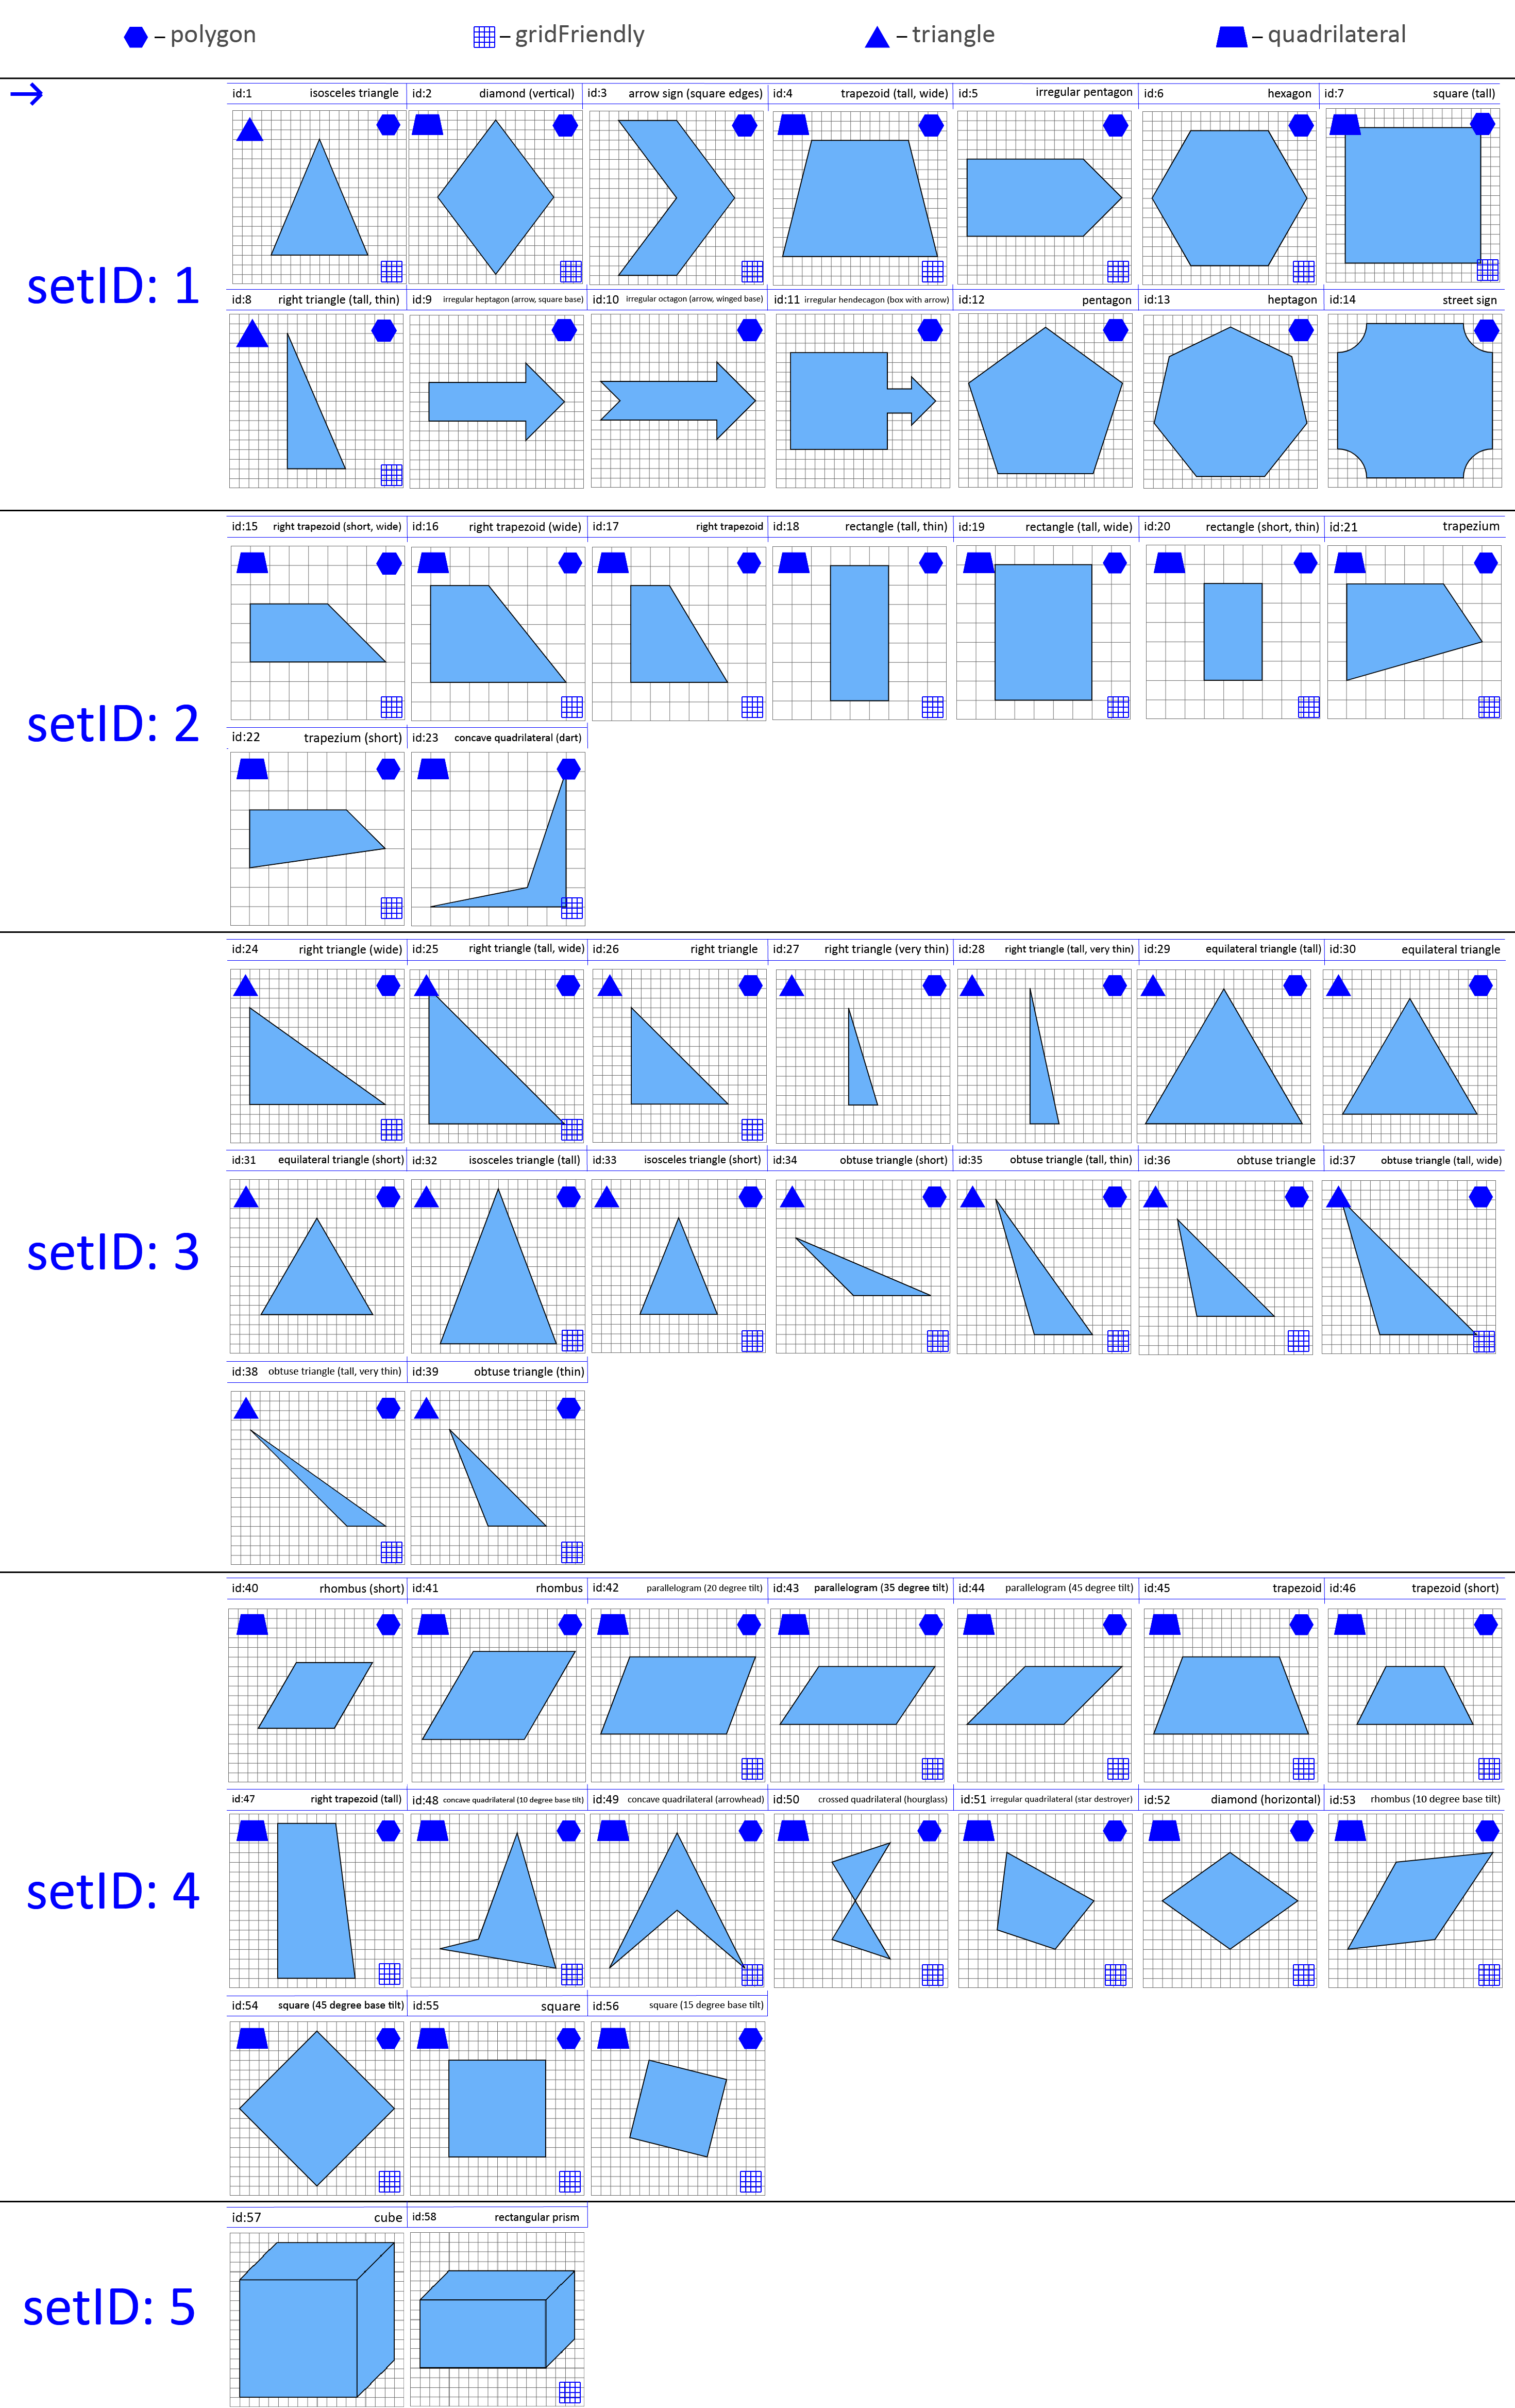 – polygon – gridFriendly – triangle – quadrilateral
→
id:1 isosceles triangle id:2 diamond (vertical) id:3 arrow sign (square edges) id:4 trapezoid (tall, wide) id:5 irregular pentagon id:6 hexagon id:7 square (tall)
setID: 1
id:8 right triangle (tall, thin) id:9 irregular heptagon (arrow, square base) id:10 irregular octagon (arrow, winged base) id:11 irregular hendecagon (box with arrow) id:12 pentagon id:13 heptagon id:14 street sign
id:15 right trapezoid (short, wide) id:16 right trapezoid (wide) id:17 right trapezoid id:18 rectangle (tall, thin) id:19 rectangle (tall, wide) id:20 rectangle (short, thin) id:21 trapezium
setID: 2
id:22 trapezium (short) id:23 concave quadrilateral (dart)
id:24 right triangle (wide) id:25 right triangle (tall, wide) id:26 right triangle id:27 right triangle (very thin) id:28 right triangle (tall, very thin) id:29 equilateral triangle (tall) id:30 equilateral triangle
id:31 equilateral triangle (short) id:32 isosceles triangle (tall) id:33 isosceles triangle (short) id:34 obtuse triangle (short) id:35 obtuse triangle (tall, thin) id:36 obtuse triangle id:37 obtuse triangle (tall, wide)
setID: 3
id:38 obtuse triangle (tall, very thin) id:39 obtuse triangle (thin)
id:40 rhombus (short) id:41 rhombus id:42 parallelogram (20 degree tilt) id:43 parallelogram (35 degree tilt) id:44 parallelogram (45 degree tilt) id:45 trapezoid id:46 trapezoid (short)
id:47 right trapezoid (tall) id:48 concave quadrilateral (10 degree base tilt) id:49 concave quadrilateral (arrowhead) id:50 crossed quadrilateral (hourglass) id:51 irregular quadrilateral (star destroyer) id:52 diamond (horizontal) id:53 rhombus (10 degree base tilt)
setID: 4
id:54 square (45 degree base tilt) id:55 square id:56 square (15 degree base tilt)
id:57 cube id:58 rectangular prism
setID: 5